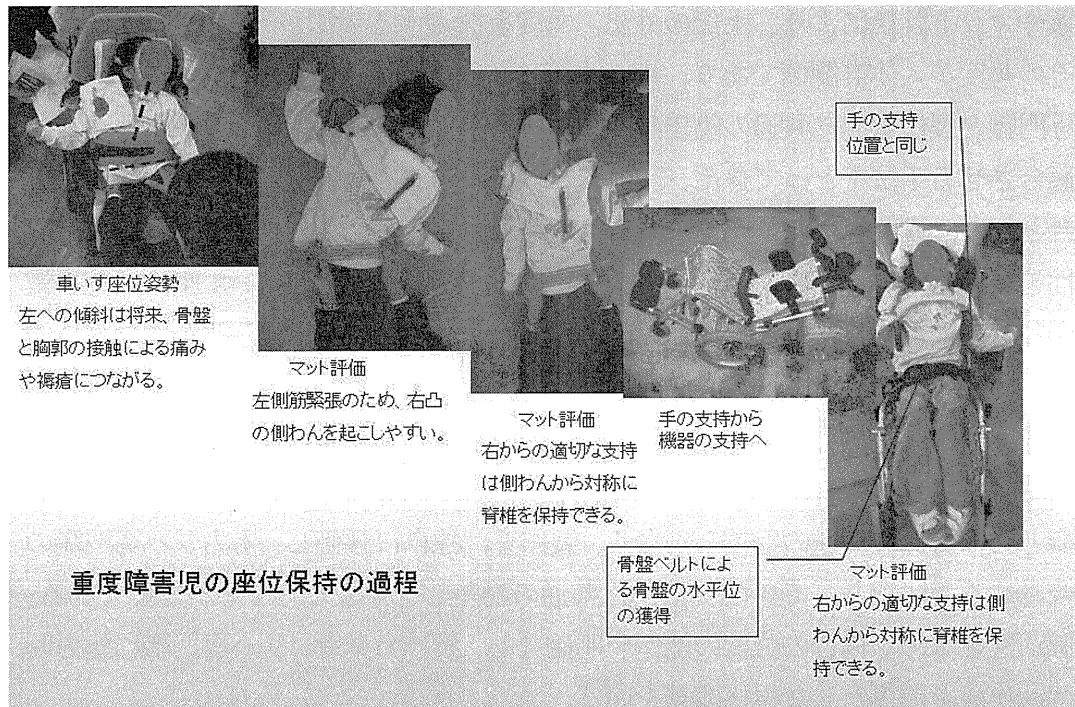 車いす座位姿勢
左への傾斜は将来、骨盤
と胸郭の接触による痛み
や褥瘡につながる。
マット評価
左側筋緊張のため、右凸
の側わんを起こしやすい。
マット評価
右からの適切な支持
は側わんから対称に
脊椎を保持できる。
手の支持から
機器の支持へ
手の支持
位置と同じ
骨盤ベルトによ
る骨盤の水平位
の獲得
マット評価
右からの適切な支持は側
わんから対称に脊椎を保
持できる。
重度障害児の座位保持の過程